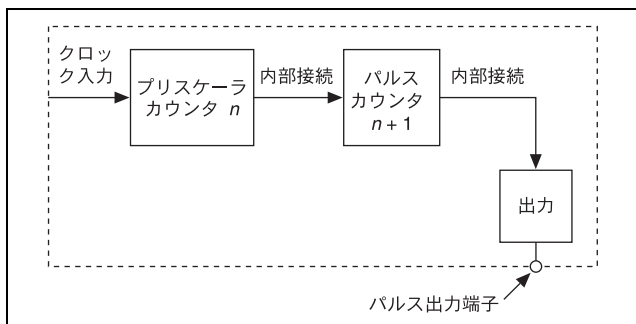 クロッ
ク入力
プリスケーラ
カウンタ n
内部接続
パルス
カウンタ
n + 1
内部接続
出力
パルス出力端子